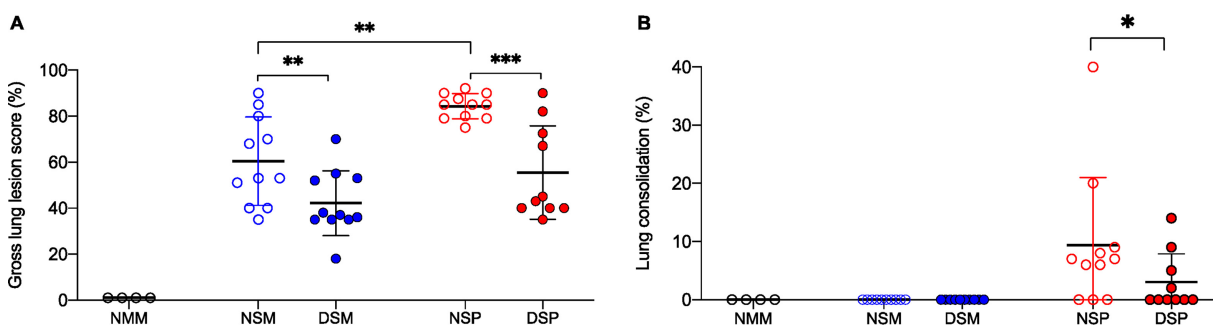 A
Gross lung lesion score (%)
100
80
60
40
20
0
**
**
***
NMM NSM DSM NSP DSP
B
Lung consolidation (%)
40
30
20
10
0
*
NMM NSM DSM NSP DSP